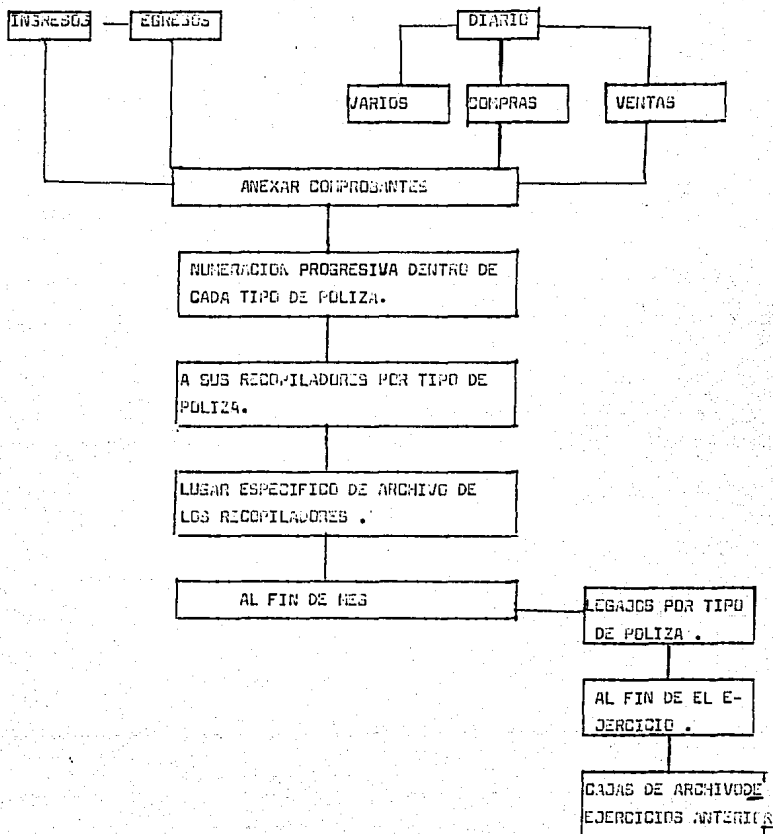 INGRESOS EGRESOS DIARIO
VARIOS COMPRAS VENTAS
ANEXAR COMPROBANTES
NUMERACION PROGRESIVA DENTRO DE
CADA TIPO DE POLIZA.
A SUS RECOPILADORES POR TIPO DE
POLIZA.
LUGAR ESPECIFICO DE ARCHIVO DE
LOS RECOPILADORES .
AL FIN DE MES
LEGAJOS POR TIPO
DE POLIZA .
AL FIN DE EL E-
JERCICIO .
CAJAS DE ARCHIVODE
EJERCICIOS ANTERIOR